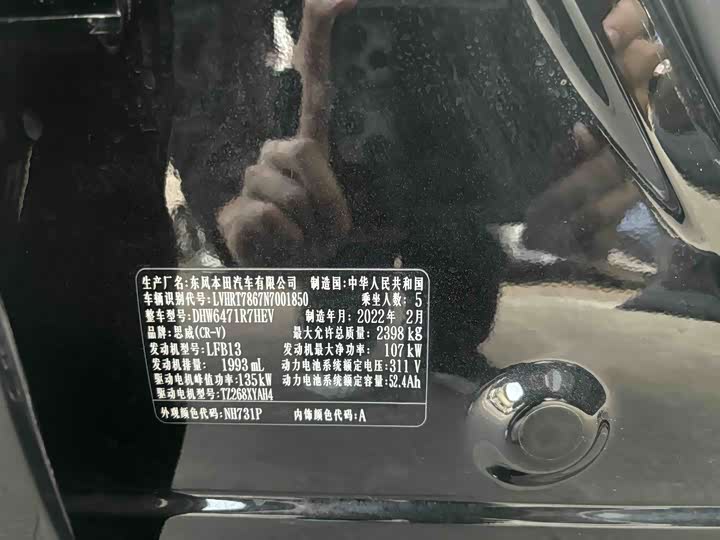 生产厂名:东风本田汽车有限公司 制造国:中华人民共和国
车辆识别代号:LVHRT7867N7001850 乘坐人数:5
整车型号:DHW6471R7HEV 制造年月:2022年2月
品牌:思威(CR-V) 最大允许总质量:2398kg
发动机型号:LFB13 发动机最大净功率:107kW
发动机排量:1993mL 动力电池系统额定电压:311V
驱动电机峰值功率:135kW 动力电池系统额定容量:52.4Ah
驱动电机型号:TZ268XYAH4
外观颜色代码:NH731P 内饰颜色代码:A